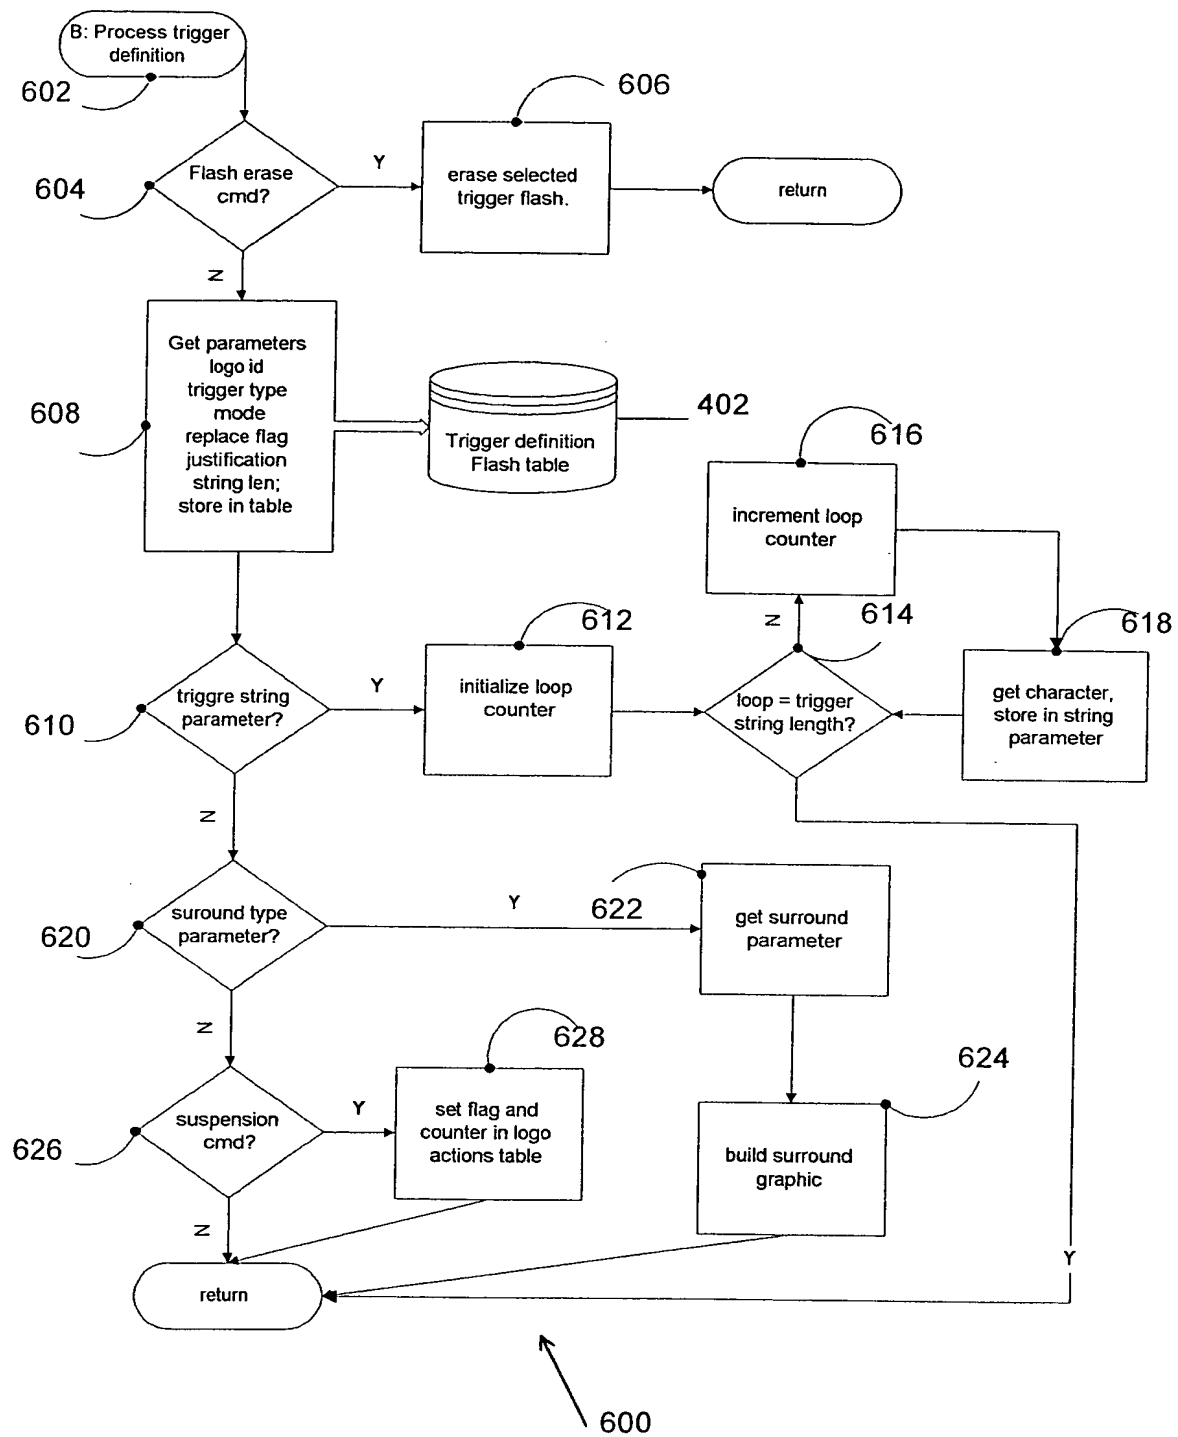 B: Process trigger
definition
602
606
Flash erase
cmd?
604
Y
erase selected
trigger flash.
return
N
Get parameters
logo id
trigger type
mode
replace flag
justification
string len;
store in table
608
Trigger definition
Flash table
402
616
increment loop
counter
N
614
618
612
triggre string
parameter?
610
Y
initialize loop
counter
loop = trigger
string length?
get character,
store in string
parameter
N
suround type
parameter?
620
Y
622
get surround
parameter
N
628
624
suspension
cmd?
626
Y
set flag and
counter in logo
actions table
build surround
graphic
N
Y
return
600